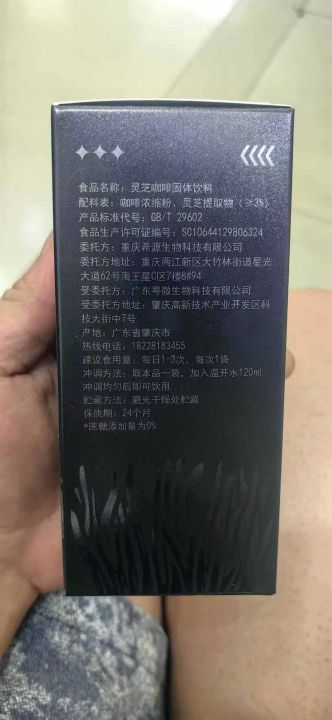 食品名称：灵芝咖啡固体饮料
配料表：咖啡浓缩粉、灵芝提取物（≥3%）
产品标准代号：GB/T 29602
食品生产许可证编号：SC10644129806324
委托方：重庆希源生物科技有限公司
委托方地址：重庆两江新区大竹林街道星光
大道62号海王星C区7楼8#94
受委托方：广东粤微生物科技有限公司
受委托方地址：肇庆高新技术产业开发区科
技大街中7号
产地：广东省肇庆市
热线电话：18228183455
建议食用量：每日1-3次，每次1袋
冲调方法：取本品一袋，加入温开水120ml
冲调均匀后即可饮用
贮藏方法：避光干燥处贮藏
保质期：24个月
*蔗糖添加量为0%